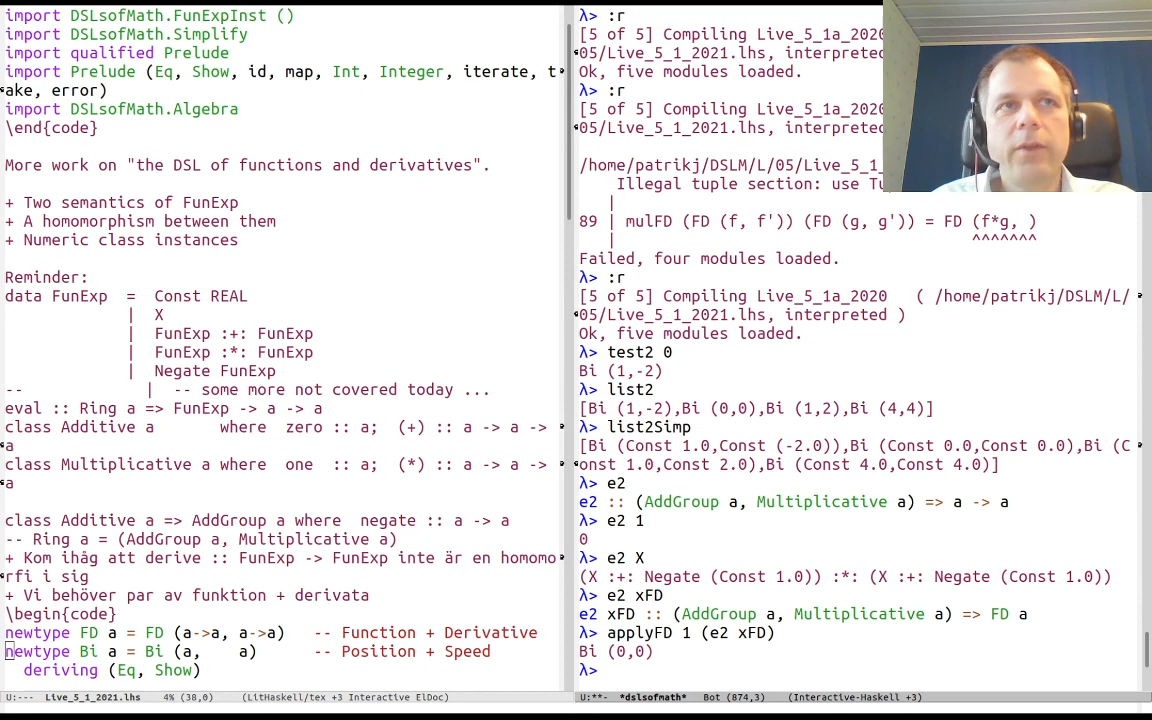 import DSLsofMath.FunExpInst ()
import DSLsofMath.Simplify
import qualified Prelude
import Prelude (Eq, Show, id, map, Int, Integer, iterate, t
ake, error)
import DSLsofMath.Algebra
\end{code}
More work on "the DSL of functions and derivatives".
+ Two semantics of FunExp
+ A homomorphism between them
+ Numeric class instances
Reminder:
data FunExp  =  Const REAL
             |  X
             |  FunExp :+: FunExp
             |  FunExp :*: FunExp
             |  Negate FunExp
--             |  -- some more not covered today ...
eval :: Ring a => FunExp -> a -> a
class Additive a       where  zero :: a;  (+) :: a -> a ->
a
class Multiplicative a where  one  :: a;  (*) :: a -> a ->
a
class Additive a => AddGroup a where  negate :: a -> a
-- Ring a = (AddGroup a, Multiplicative a)
+ Kom ihåg att derive :: FunExp -> FunExp inte är en homomo
rfi i sig
+ Vi behöver par av funktion + derivata
\begin{code}
newtype FD a = FD (a->a, a->a)   -- Function + Derivative
newtype Bi a = Bi (a,    a)      -- Position + Speed
  deriving (Eq, Show)
U:---  Live_5_1_2021.lhs   4% (38,0)    (LitHaskell/tex +3 Interactive ElDoc)
λ> :r
[5 of 5] Compiling Live_5_1a_2020
05/Live_5_1_2021.lhs, interpreted
Ok, five modules loaded.
λ> :r
[5 of 5] Compiling Live_5_1a_2020
05/Live_5_1_2021.lhs, interpreted
/home/patrikj/DSLM/L/05/Live_5_1_
    Illegal tuple section: use Tu
   |
89 | mulFD (FD (f, f')) (FD (g, g')) = FD (f*g, )
   |                                      ^^^^^^^
Failed, four modules loaded.
λ> :r
[5 of 5] Compiling Live_5_1a_2020   ( /home/patrikj/DSLM/L/
05/Live_5_1_2021.lhs, interpreted )
Ok, five modules loaded.
λ> test2 0
Bi (1,-2)
λ> list2
[Bi (1,-2),Bi (0,0),Bi (1,2),Bi (4,4)]
λ> list2Simp
[Bi (Const 1.0,Const (-2.0)),Bi (Const 0.0,Const 0.0),Bi (C
onst 1.0,Const 2.0),Bi (Const 4.0,Const 4.0)]
λ> e2
e2 :: (AddGroup a, Multiplicative a) => a -> a
λ> e2 1
0
λ> e2 X
(X :+: Negate (Const 1.0)) :*: (X :+: Negate (Const 1.0))
λ> e2 xFD
e2 xFD :: (AddGroup a, Multiplicative a) => FD a
λ> applyFD 1 (e2 xFD)
Bi (0,0)
λ>
U:**-  *dslsofmath*   Bot (874,3)    (Interactive-Haskell +3)